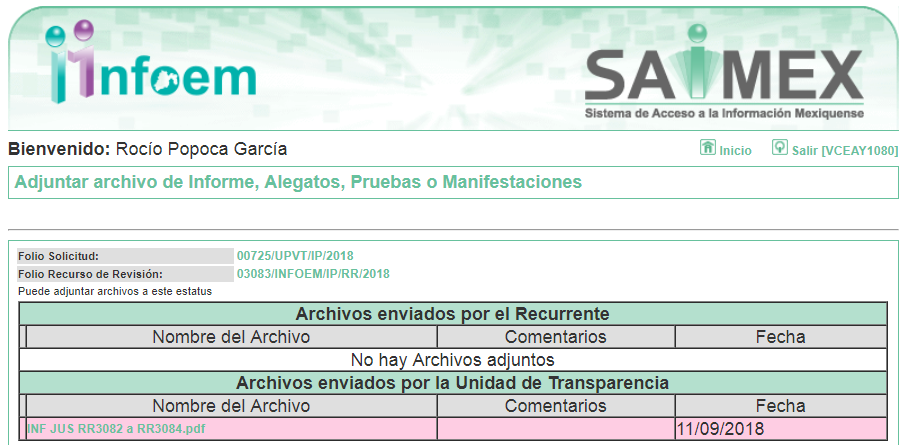 infoem
SAIMEX
Sistema de Acceso a la Información Mexiquense
Bienvenido: Rocío Popoca García
Inicio Salir [VCEAY1080]
Adjuntar archivo de Informe, Alegatos, Pruebas o Manifestaciones
Folio Solicitud: 00725/UPVT/IP/2018
Folio Recurso de Revisión: 03083/INFOEM/IP/RR/2018
Puede adjuntar archivos a este estatus
Archivos enviados por el Recurrente
Nombre del Archivo Comentarios Fecha
No hay Archivos adjuntos
Archivos enviados por la Unidad de Transparencia
Nombre del Archivo Comentarios Fecha
INF JUS RR3082 a RR3084.pdf 11/09/2018